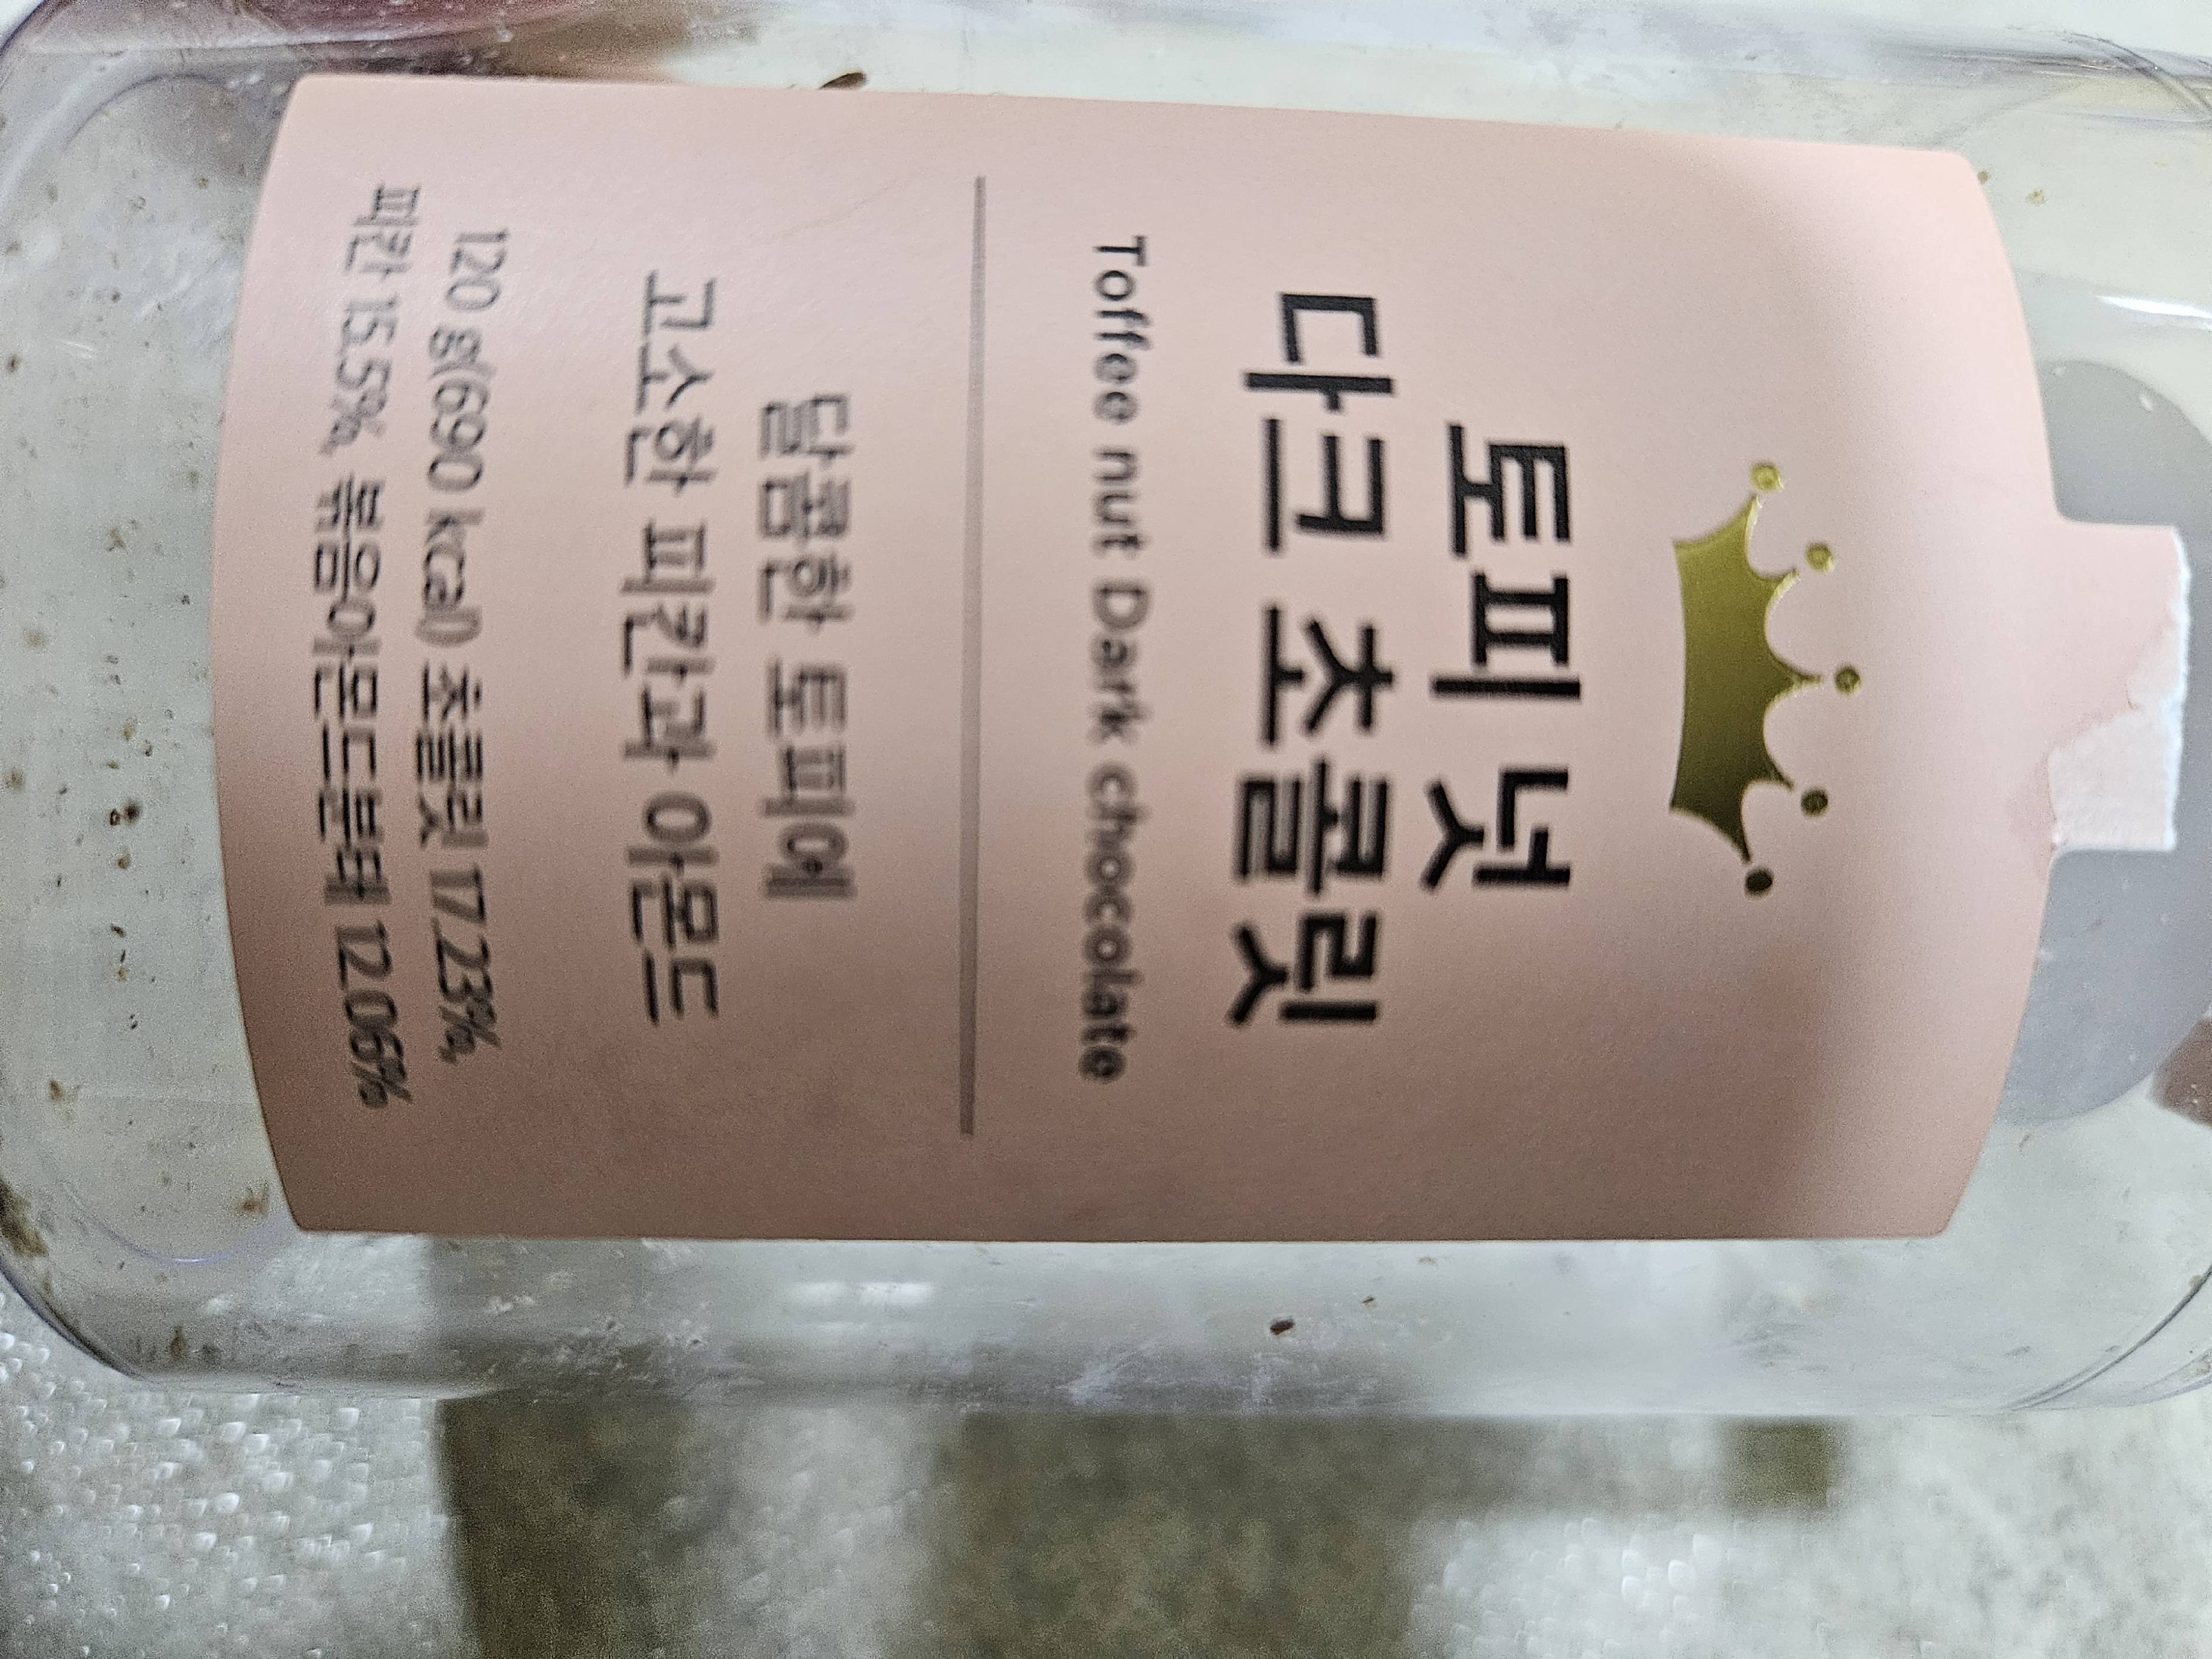 토피 넛
다크 초콜릿
Toffee nut Dark chocolate
달콤한 토피에
고소한 피칸과 아몬드
120 g(690 kcal) 초콜릿 17.23%,
피칸 15.5%, 볶음아몬드분태 12.06%